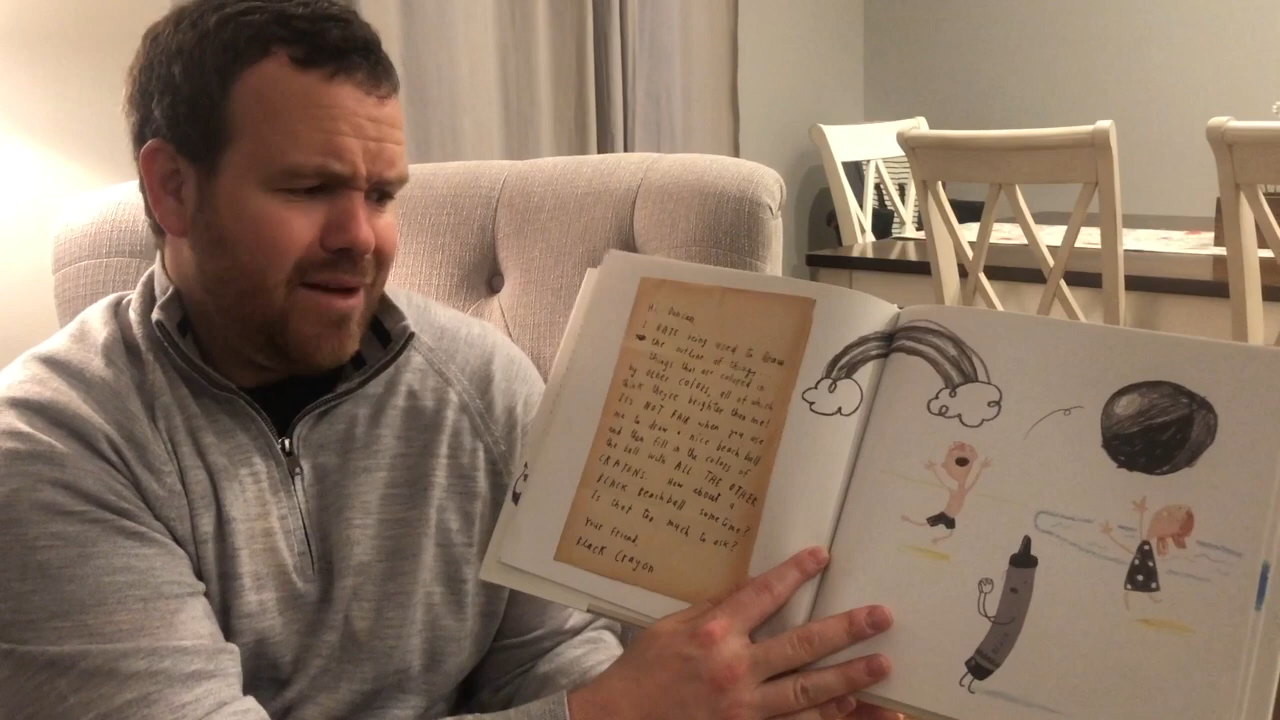 Hi, Duncan,
I HATE being used to draw
the outline of things...
things that are colored in
by other colors, all of which
think they're brighter than me!
It's NOT FAIR when you use
me to draw a nice beach ball
and then fill in the colors of
the ball with ALL THE OTHER
CRAYONS. How about a
BLACK beach ball sometime?
Is that too much to ask?
Your friend,
Black Crayon